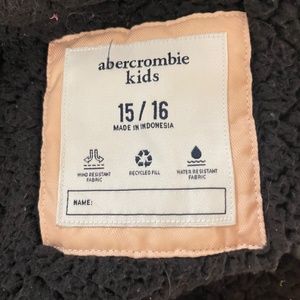 abercrombie
kids
15 / 16
MADE IN INDONESIA
WIND RESISTANT
FABRIC
RECYCLED FILL
WATER RESISTANT
FABRIC
NAME: